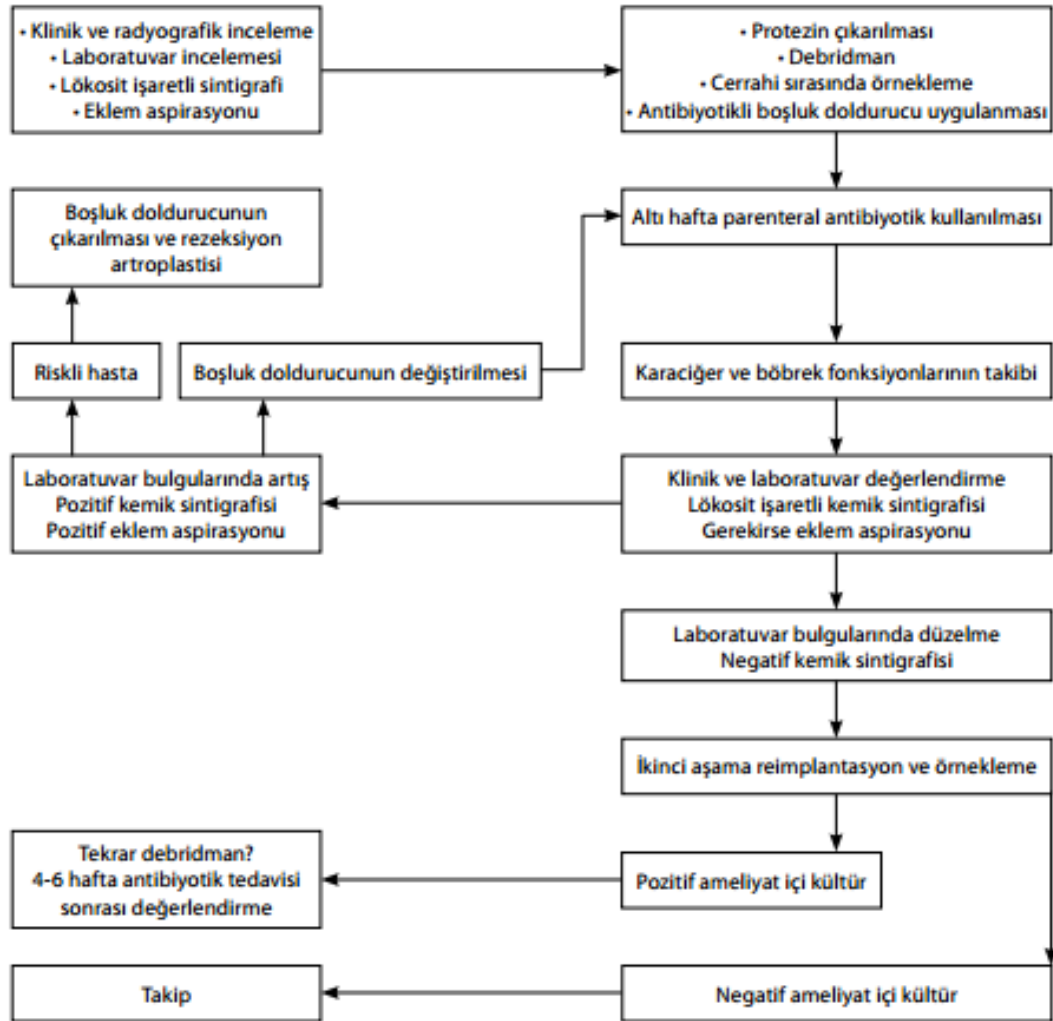 • Klinik ve radyografik inceleme
• Laboratuvar incelemesi
• Lökosit işaretli sintigrafi
• Eklem aspirasyonu
• Protezin çıkarılması
• Debridman
• Cerrahi sırasında örnekleme
• Antibiyotikli boşluk doldurucu uygulanması
Boşluk doldurucunun
çıkarılması ve rezeksiyon
artroplastisi
Altı hafta parenteral antibiyotik kullanılması
Riskli hasta
Boşluk doldurucunun değiştirilmesi
Karaciğer ve böbrek fonksiyonlarının takibi
Laboratuvar bulgularında artış
Pozitif kemik sintigrafisi
Pozitif eklem aspirasyonu
Klinik ve laboratuvar değerlendirme
Lökosit işaretli kemik sintigrafisi
Gerekirse eklem aspirasyonu
Laboratuvar bulgularında düzelme
Negatif kemik sintigrafisi
İkinci aşama reimplantasyon ve örnekleme
Tekrar debridman?
4-6 hafta antibiyotik tedavisi
sonrası değerlendirme
Pozitif ameliyat içi kültür
Takip
Negatif ameliyat içi kültür